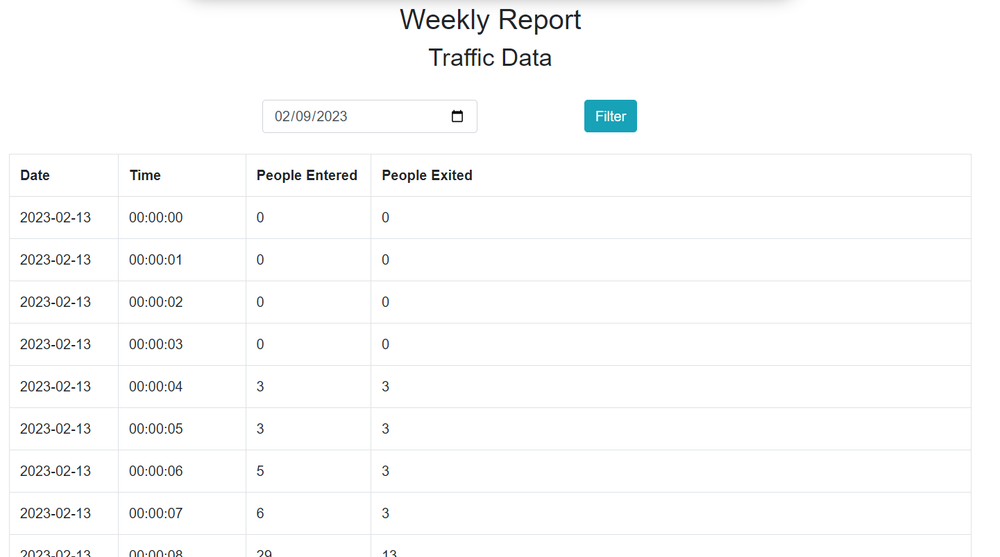 Weekly Report
Traffic Data
02/09/2023 Filter
Date Time People Entered People Exited
2023-02-13 00:00:00 0 0
2023-02-13 00:00:01 0 0
2023-02-13 00:00:02 0 0
2023-02-13 00:00:03 0 0
2023-02-13 00:00:04 3 3
2023-02-13 00:00:05 3 3
2023-02-13 00:00:06 5 3
2023-02-13 00:00:07 6 3
2023-02-13 00:00:08 29 13